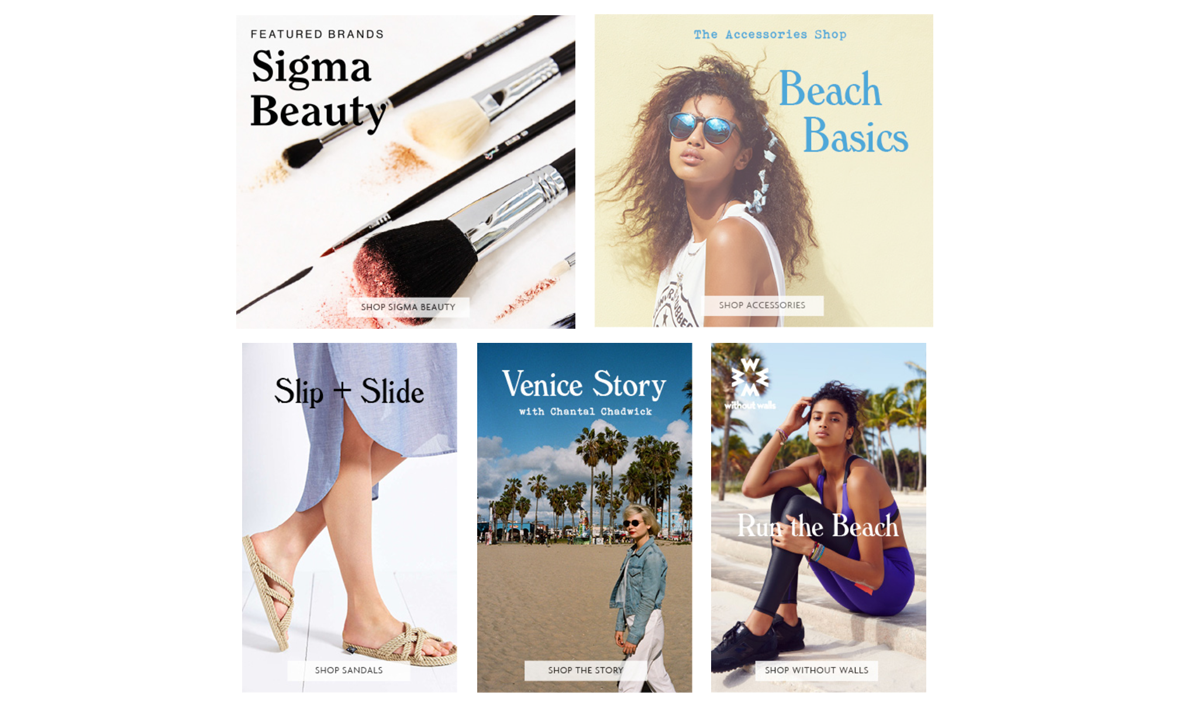 FEATURED BRANDS
Sigma
Beauty
SHOP SIGMA BEAUTY
The Accessories Shop
Beach
Basics
SHOP ACCESSORIES
Slip + Slide
SHOP SANDALS
Venice Story
with Chantal Chadwick
SHOP THE STORY
without walls
Run the Beach
SHOP WITHOUT WALLS